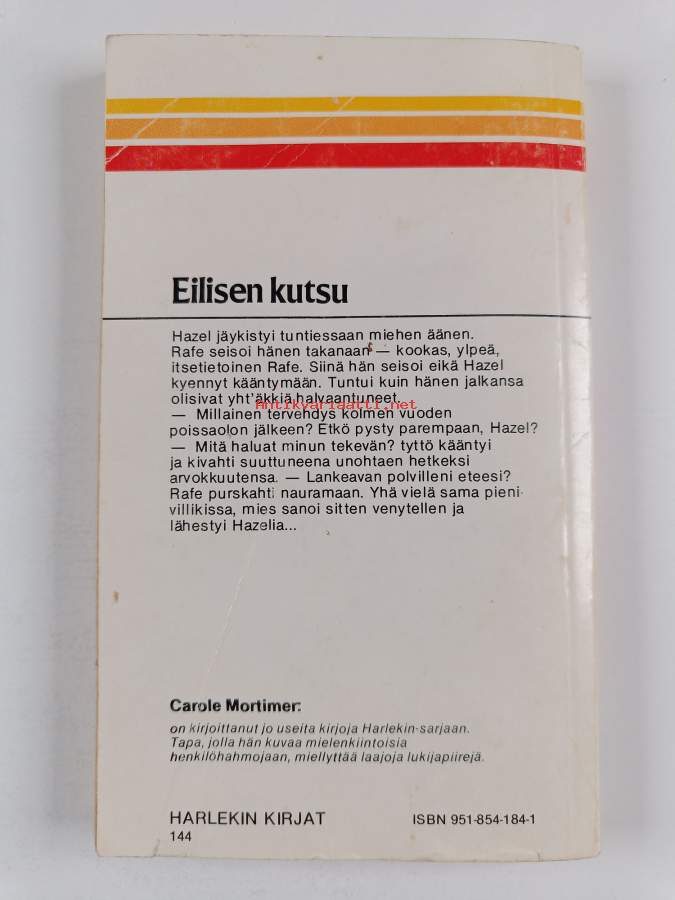 Eilisen kutsu
Hazel jäykistyi tuntiessaan miehen äänen.
Rafe seisoi hänen takanaan — kookas, ylpeä,
itsetietoinen Rafe. Siinä hän seisoi eikä Hazel
kyennyt kääntymään. Tuntui kuin hänen jalkansa
olisivat yht'äkkiä halvaantuneet.
antikvariaatti.net
— Millainen tervehdys kolmen vuoden
poissaolon jälkeen? Etkö pysty parempaan, Hazel?
— Mitä haluat minun tekevän? tyttö kääntyi
ja kivahti suuttuneena unohtaen hetkeksi
arvokkuutensa. — Lankeavan polvilleni eteesi?
Rafe purskahti nauramaan. Yhä vielä sama pieni
villikissa, mies sanoi sitten venytellen ja
lähestyi Hazelia...
Carole Mortimer:
on kirjoittanut jo useita kirjoja Harlekin-sarjaan.
Tapa, jolla hän kuvaa mielenkiintoisia
henkilöhahmojaan, miellyttää laajoja lukijapiirejä.
HARLEKIN KIRJAT
ISBN 951-854-184-1
144